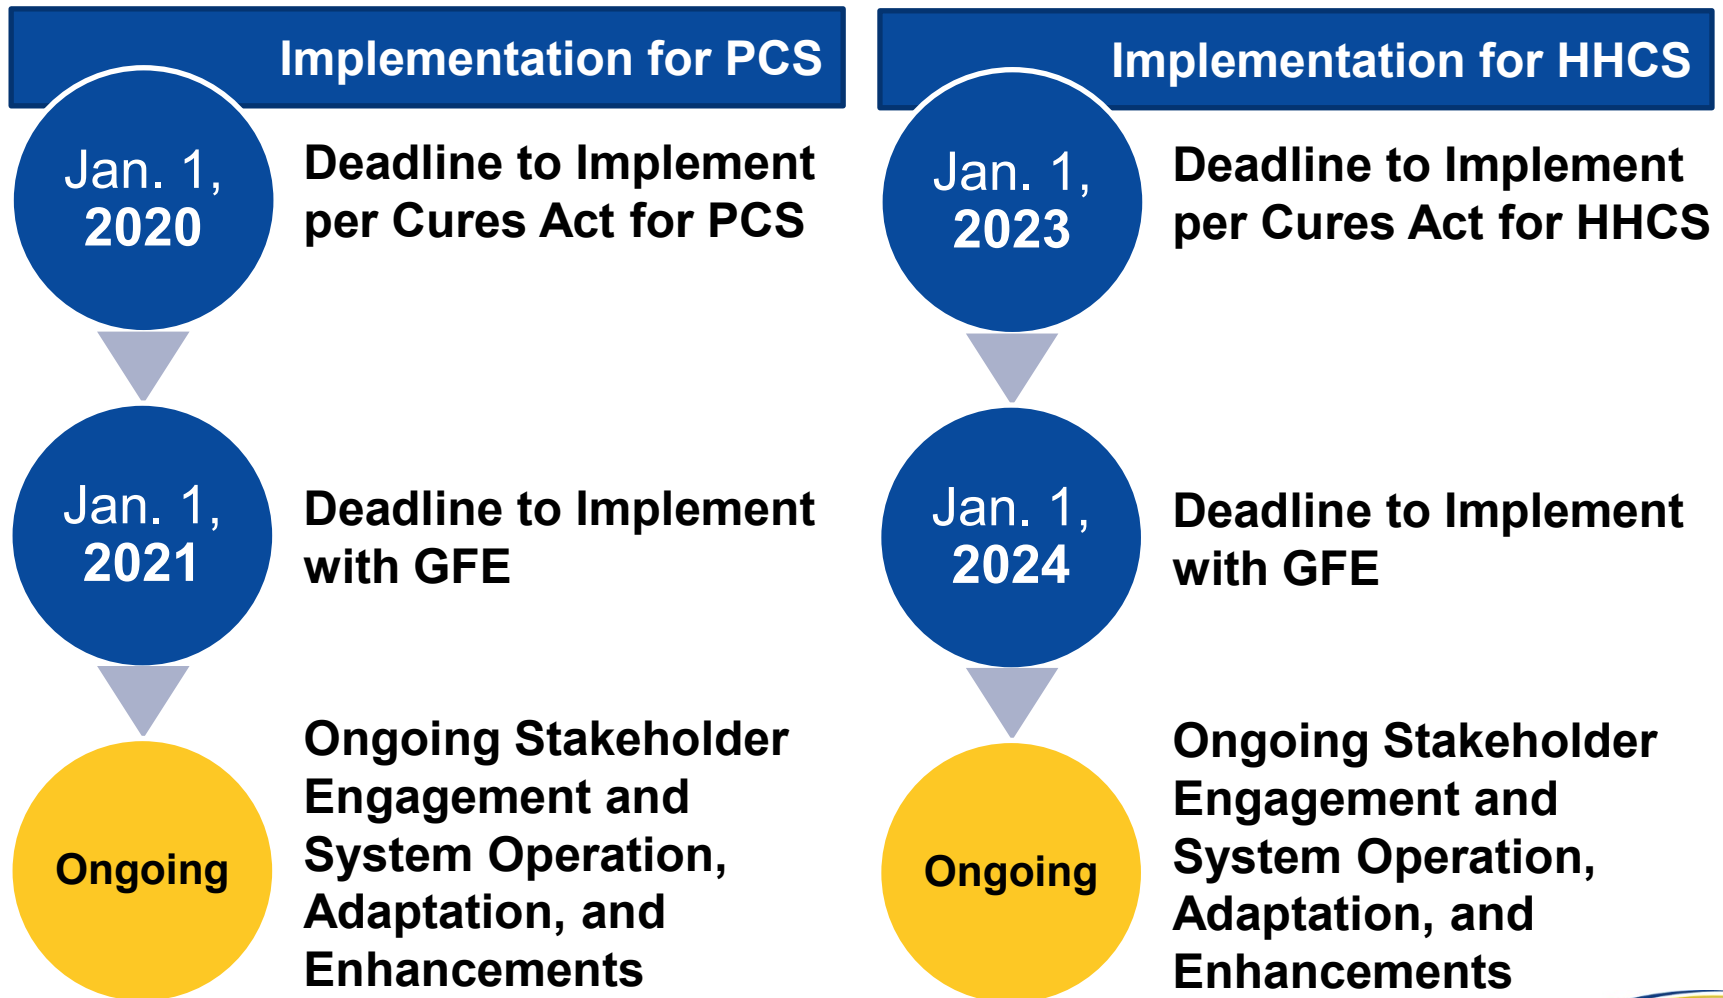 Implementation for PCS
Jan. 1,
2020
Deadline to Implement
per Cures Act for PCS
Jan. 1,
2021
Deadline to Implement
with GFE
Ongoing
Ongoing Stakeholder
Engagement and
System Operation,
Adaptation, and
Enhancements
Implementation for HHCS
Jan. 1,
2023
Deadline to Implement
per Cures Act for HHCS
Jan. 1,
2024
Deadline to Implement
with GFE
Ongoing
Ongoing Stakeholder
Engagement and
System Operation,
Adaptation, and
Enhancements